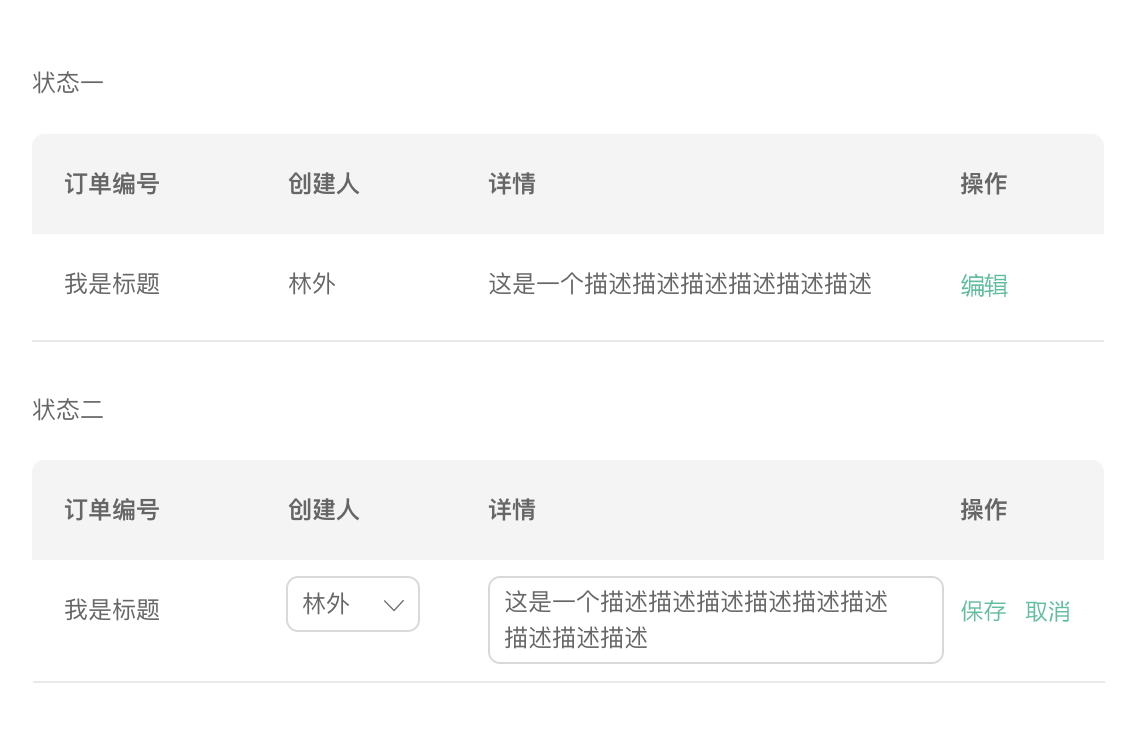 状态一
订单编号 创建人 详情 操作
我是标题 林外 这是一个描述描述描述描述描述描述 编辑
状态二
订单编号 创建人 详情 操作
我是标题 林外 这是一个描述描述描述描述描述描述 保存 取消
描述描述描述